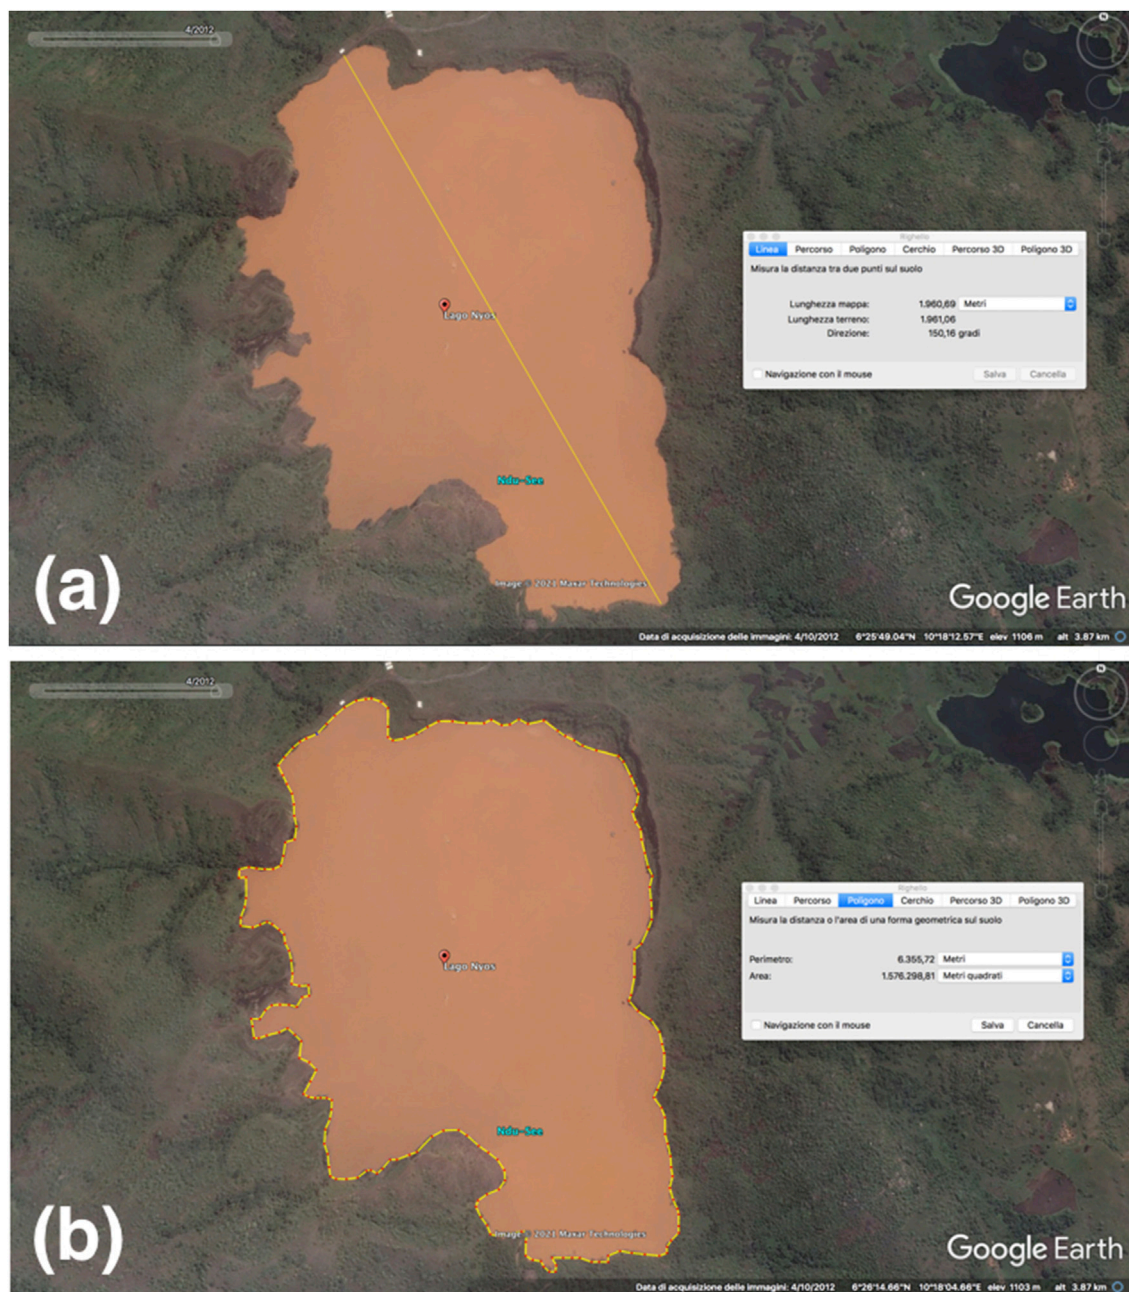 4/2012
N
Lago Nyos
Ndu-See
Image © 2021 Maxar Technologies
Righello
Linea Percorso Poligono Cerchio Percorso 3D Poligono 3D
Misura la distanza tra due punti sul suolo
Lunghezza mappa: 1.960,69 Metri
Lunghezza terreno: 1.961,06
Direzione: 150,16 gradi
Navigazione con il mouse Salva Cancella
(a)
Google Earth
Data di acquisizione delle immagini: 4/10/2012 6°25'49.04"N 10°18'12.57"E elev 1106 m alt 3.87 km
4/2012
N
Lago Nyos
Ndu-See
Image © 2021 Maxar Technologies
Righello
Linea Percorso Poligono Cerchio Percorso 3D Poligono 3D
Misura la distanza o l'area di una forma geometrica sul suolo
Perimetro: 6.355,72 Metri
Area: 1.576.298,81 Metri quadrati
Navigazione con il mouse Salva Cancella
(b)
Google Earth
Data di acquisizione delle immagini: 4/10/2012 6°26'14.66"N 10°18'04.66"E elev 1103 m alt 3.87 km